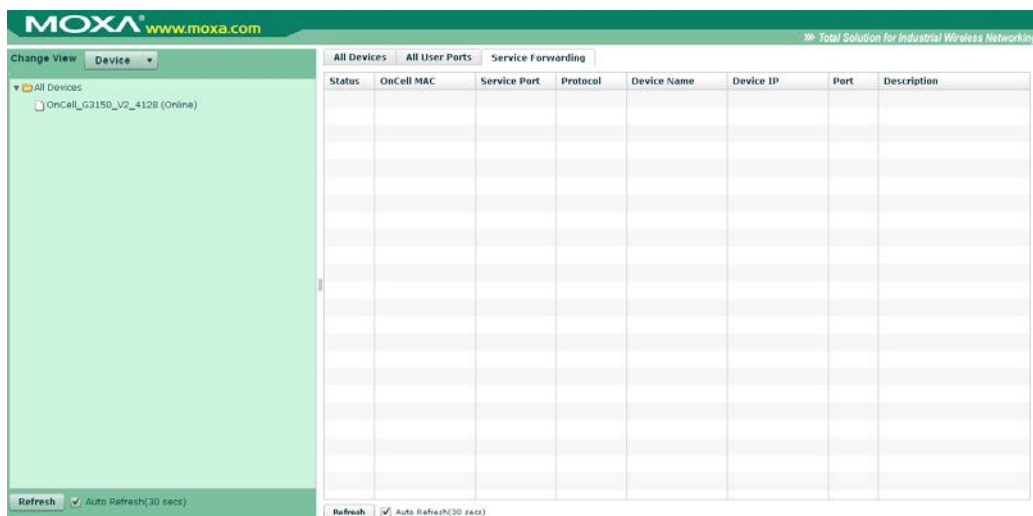 MOXA® www.moxa.com
Total Solution for Industrial Wireless Networking
Change View Device
All Devices
OnCell_G3150_V2_4128 (Online)
Refresh Auto Refresh(30 secs)
All Devices All User Ports Service Forwarding
Status OnCell MAC Service Port Protocol Device Name Device IP Port Description
Refresh Auto Refresh(30 secs)